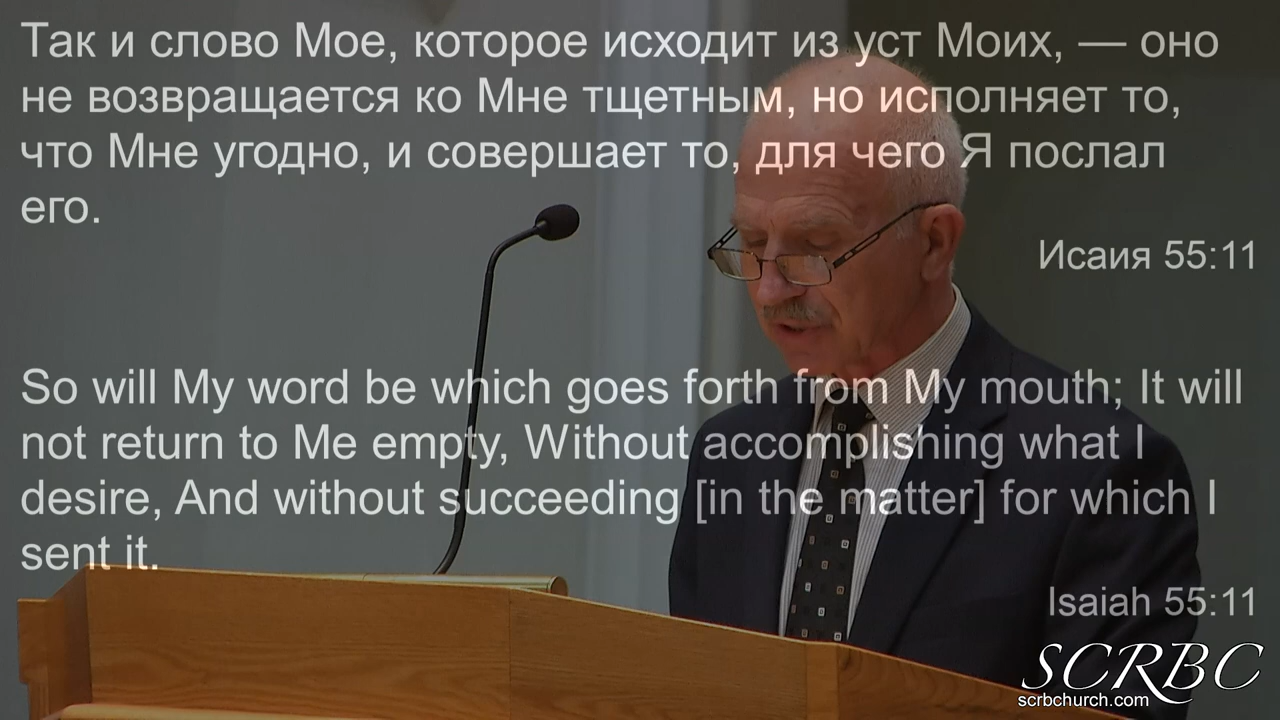 Так и слово Мое, которое исходит из уст Моих, — оно
не возвращается ко Мне тщетным, но исполняет то,
что Мне угодно, и совершает то, для чего Я послал
его.
Исаия 55:11
So will My word be which goes forth from My mouth; It will
not return to Me empty, Without accomplishing what I
desire, And without succeeding [in the matter] for which I
sent it.
Isaiah 55:11
SCRBC
scrbchurch.com